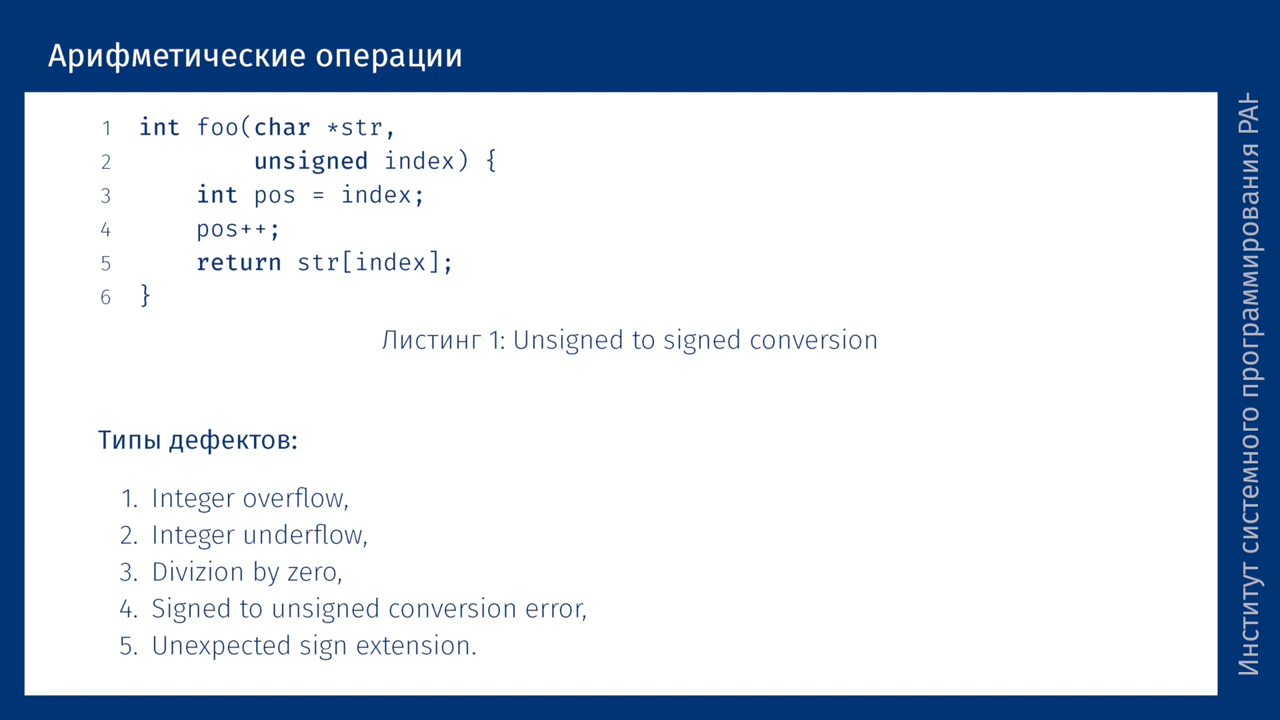 Арифметические операции
1 int foo(char *str,
2 unsigned index) {
3 int pos = index;
4 pos++;
5 return str[index];
6 }
Листинг 1: Unsigned to signed conversion
Типы дефектов:
1. Integer overflow,
2. Integer underflow,
3. Divizion by zero,
4. Signed to unsigned conversion error,
5. Unexpected sign extension.
Институт системного программирования РАН